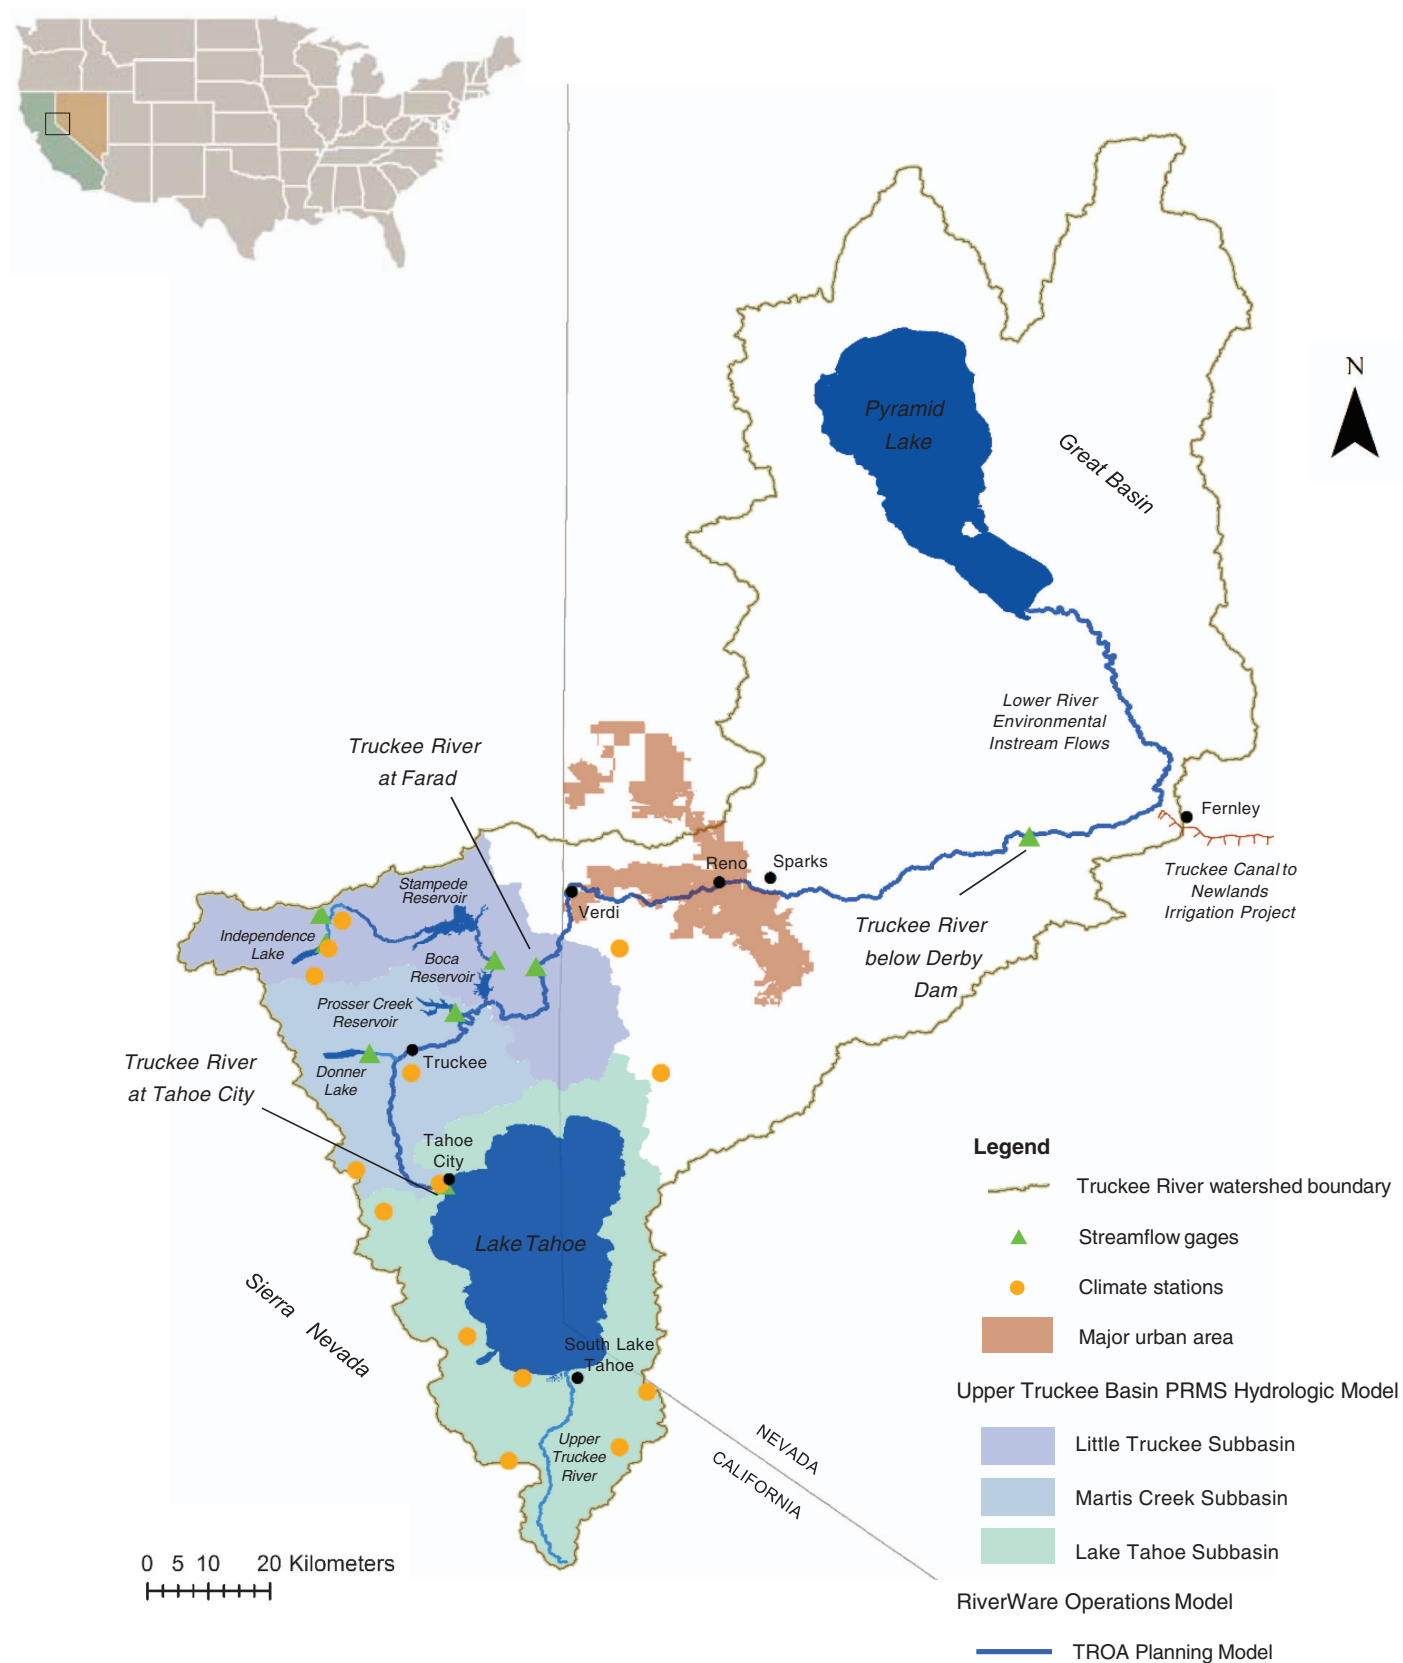 N
Pyramid
Lake
Great Basin
Lower River
Environmental
Instream Flows
Truckee River
at Farad
Fernley
Reno
Sparks
Truckee Canal to
Newlands
Irrigation Project
Stampede
Reservoir
Verdi
Truckee River
below Derby
Dam
Independence
Lake
Boca
Reservoir
Prosser Creek
Reservoir
Truckee
Donner
Lake
Truckee River
at Tahoe City
Tahoe
City
Lake Tahoe
Sierra Nevada
South Lake
Tahoe
Upper
Truckee
River
NEVADA
CALIFORNIA
0 5 10 20 Kilometers
Legend
Truckee River watershed boundary
Streamflow gages
Climate stations
Major urban area
Upper Truckee Basin PRMS Hydrologic Model
Little Truckee Subbasin
Martis Creek Subbasin
Lake Tahoe Subbasin
RiverWare Operations Model
TROA Planning Model